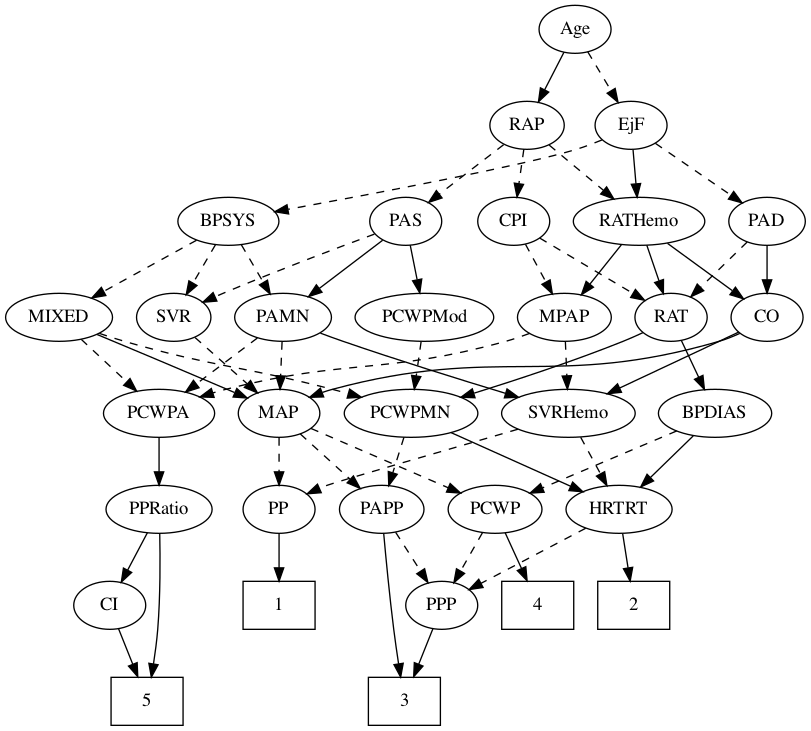 Age
RAP
EjF
BPSYS
PAS
CPI
RATHemo
PAD
MIXED
SVR
PAMN
PCWPMod
MPAP
RAT
CO
PCWPA
MAP
PCWPMN
SVRHemo
BPDIAS
PPRatio
PP
PAPP
PCWP
HRTRT
CI
1
PPP
4
2
5
3